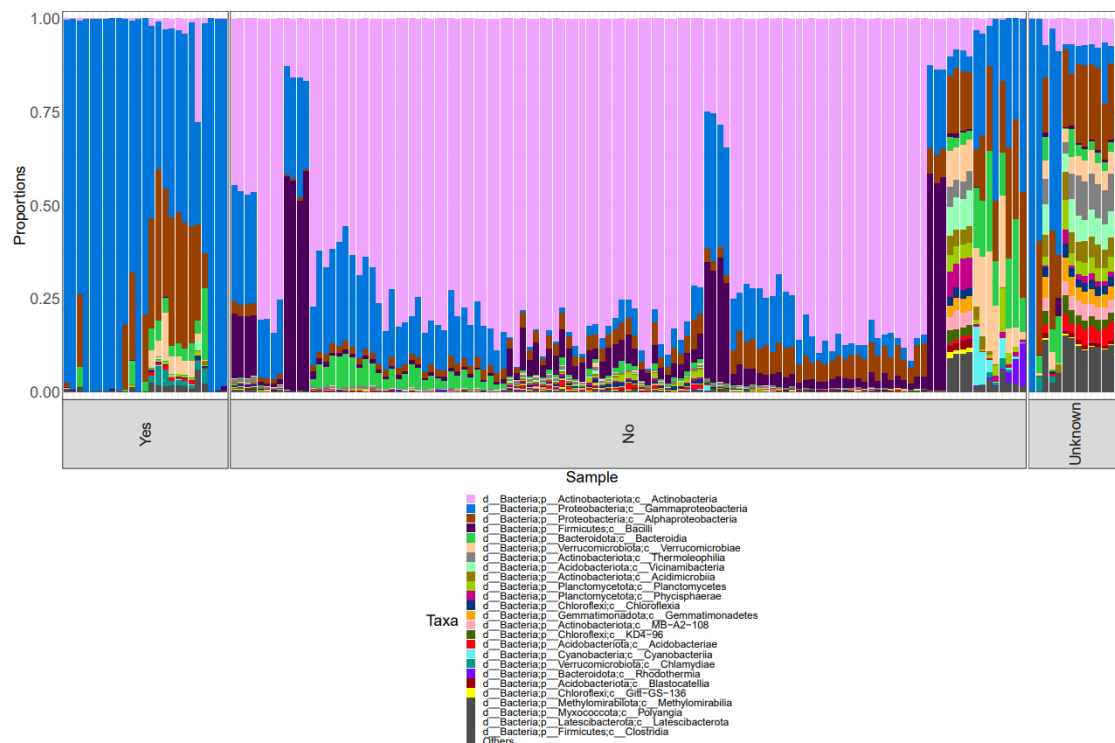 1.00
0.75
0.50
0.25
0.00
Proportions
Yes
No
Unknown
Sample
Taxa
d__Bacteria;p__Actinobacteriota;c__Actinobacteria
d__Bacteria;p__Proteobacteria;c__Gammaproteobacteria
d__Bacteria;p__Proteobacteria;c__Alphaproteobacteria
d__Bacteria;p__Firmicutes;c__Bacilli
d__Bacteria;p__Bacteroidota;c__Bacteroidia
d__Bacteria;p__Verrucomicrobiota;c__Verrucomicrobiae
d__Bacteria;p__Actinobacteriota;c__Thermoleophilia
d__Bacteria;p__Acidobacteriota;c__Vicinamibacteria
d__Bacteria;p__Actinobacteriota;c__Acidimicrobiia
d__Bacteria;p__Planctomycetota;c__Planctomycetes
d__Bacteria;p__Planctomycetota;c__Phycisphaerae
d__Bacteria;p__Chloroflexi;c__Chloroflexia
d__Bacteria;p__Gemmatimonadota;c__Gemmatimonadetes
d__Bacteria;p__Actinobacteriota;c__MB-A2-108
d__Bacteria;p__Chloroflexi;c__KD4-96
d__Bacteria;p__Acidobacteriota;c__Acidobacteriae
d__Bacteria;p__Cyanobacteria;c__Cyanobacteriia
d__Bacteria;p__Verrucomicrobiota;c__Chlamydiae
d__Bacteria;p__Bacteroidota;c__Rhodothermia
d__Bacteria;p__Acidobacteriota;c__Blastocatellia
d__Bacteria;p__Chloroflexi;c__Gitt-GS-136
d__Bacteria;p__Methylomirabilota;c__Methylomirabilia
d__Bacteria;p__Myxococcota;c__Polyangia
d__Bacteria;p__Latescibacterota;c__Latescibacterota
d__Bacteria;p__Firmicutes;c__Clostridia
Others